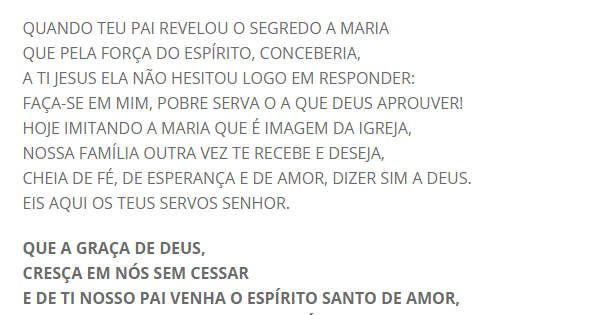 QUANDO TEU PAI REVELOU O SEGREDO A MARIA
QUE PELA FORÇA DO ESPÍRITO, CONCEBERIA,
A TI JESUS ELA NÃO HESITOU LOGO EM RESPONDER:
FAÇA-SE EM MIM, POBRE SERVA O A QUE DEUS APROUVER!
HOJE IMITANDO A MARIA QUE É IMAGEM DA IGREJA,
NOSSA FAMÍLIA OUTRA VEZ TE RECEBE E DESEJA,
CHEIA DE FÉ, DE ESPERANÇA E DE AMOR, DIZER SIM A DEUS.
EIS AQUI OS TEUS SERVOS SENHOR.
QUE A GRAÇA DE DEUS,
CRESÇA EM NÓS SEM CESSAR
E DE TI NOSSO PAI VENHA O ESPÍRITO SANTO DE AMOR,